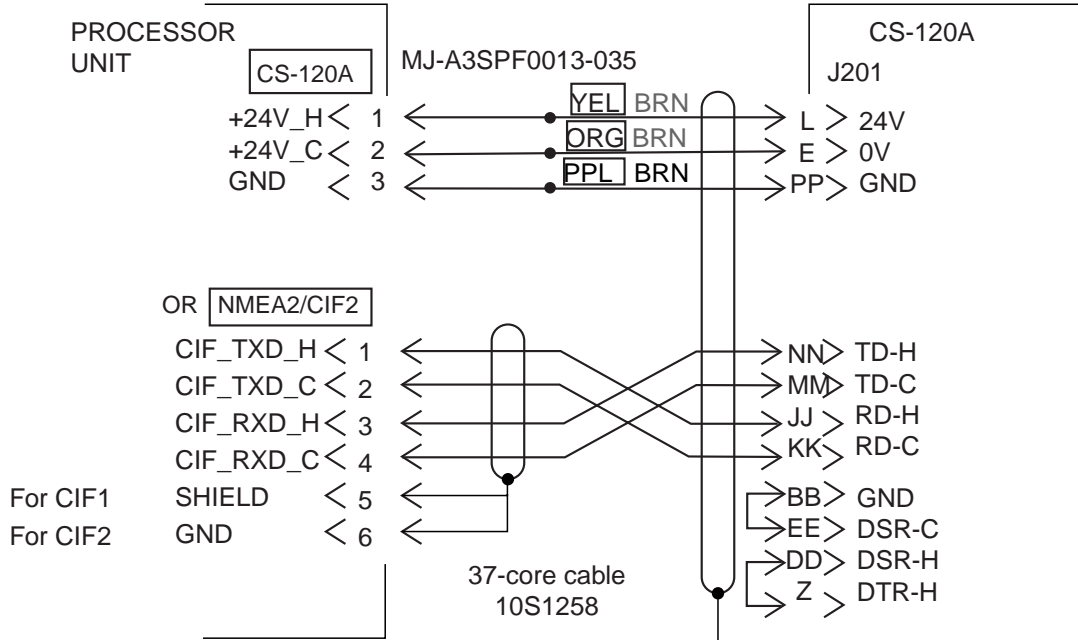 PROCESSOR
UNIT
CS-120A
CS-120A
MJ-A3SPF0013-035
J201
+24V_H 1 YEL BRN L 24V
+24V_C 2 ORG BRN E 0V
GND 3 PPL BRN PP GND
OR NMEA2/CIF2
CIF_TXD_H 1 NN TD-H
CIF_TXD_C 2 MM TD-C
CIF_RXD_H 3 JJ RD-H
CIF_RXD_C 4 KK RD-C
For CIF1 SHIELD 5 BB GND
For CIF2 GND 6 EE DSR-C
DD DSR-H
Z DTR-H
37-core cable
10S1258